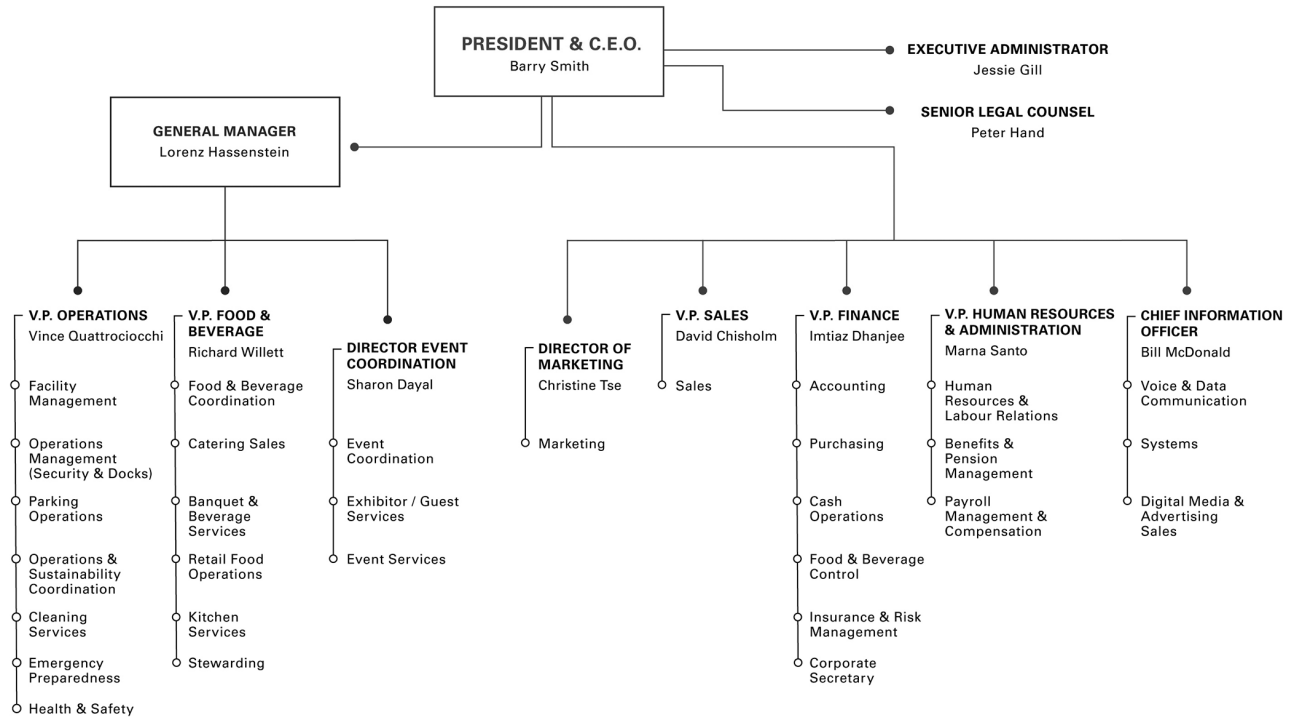 PRESIDENT & C.E.O.
Barry Smith
EXECUTIVE ADMINISTRATOR
Jessie Gill
SENIOR LEGAL COUNSEL
Peter Hand
GENERAL MANAGER
Lorenz Hassenstein
V.P. OPERATIONS
Vince Quattrociocchi
Facility
Management
Operations
Management
(Security & Docks)
Parking
Operations
Operations &
Sustainability
Coordination
Cleaning
Services
Emergency
Preparedness
Health & Safety
V.P. FOOD &
BEVERAGE
Richard Willett
Food & Beverage
Coordination
Catering Sales
Banquet &
Beverage
Services
Retail Food
Operations
Kitchen
Services
Stewarding
DIRECTOR EVENT
COORDINATION
Sharon Dayal
Event
Coordination
Exhibitor / Guest
Services
Event Services
DIRECTOR OF
MARKETING
Christine Tse
Marketing
V.P. SALES
David Chisholm
Sales
V.P. FINANCE
Imtiaz Dhanjee
Accounting
Purchasing
Cash
Operations
Food & Beverage
Control
Insurance & Risk
Management
Corporate
Secretary
V.P. HUMAN RESOURCES
& ADMINISTRATION
Marna Santo
Human
Resources &
Labour Relations
Benefits &
Pension
Management
Payroll
Management &
Compensation
CHIEF INFORMATION
OFFICER
Bill McDonald
Voice & Data
Communication
Systems
Digital Media &
Advertising
Sales